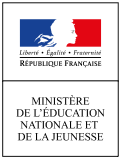 Liberté • Égalité • Fraternité
RÉPUBLIQUE FRANÇAISE
MINISTÈRE
DE L'ÉDUCATION
NATIONALE ET
DE LA JEUNESSE